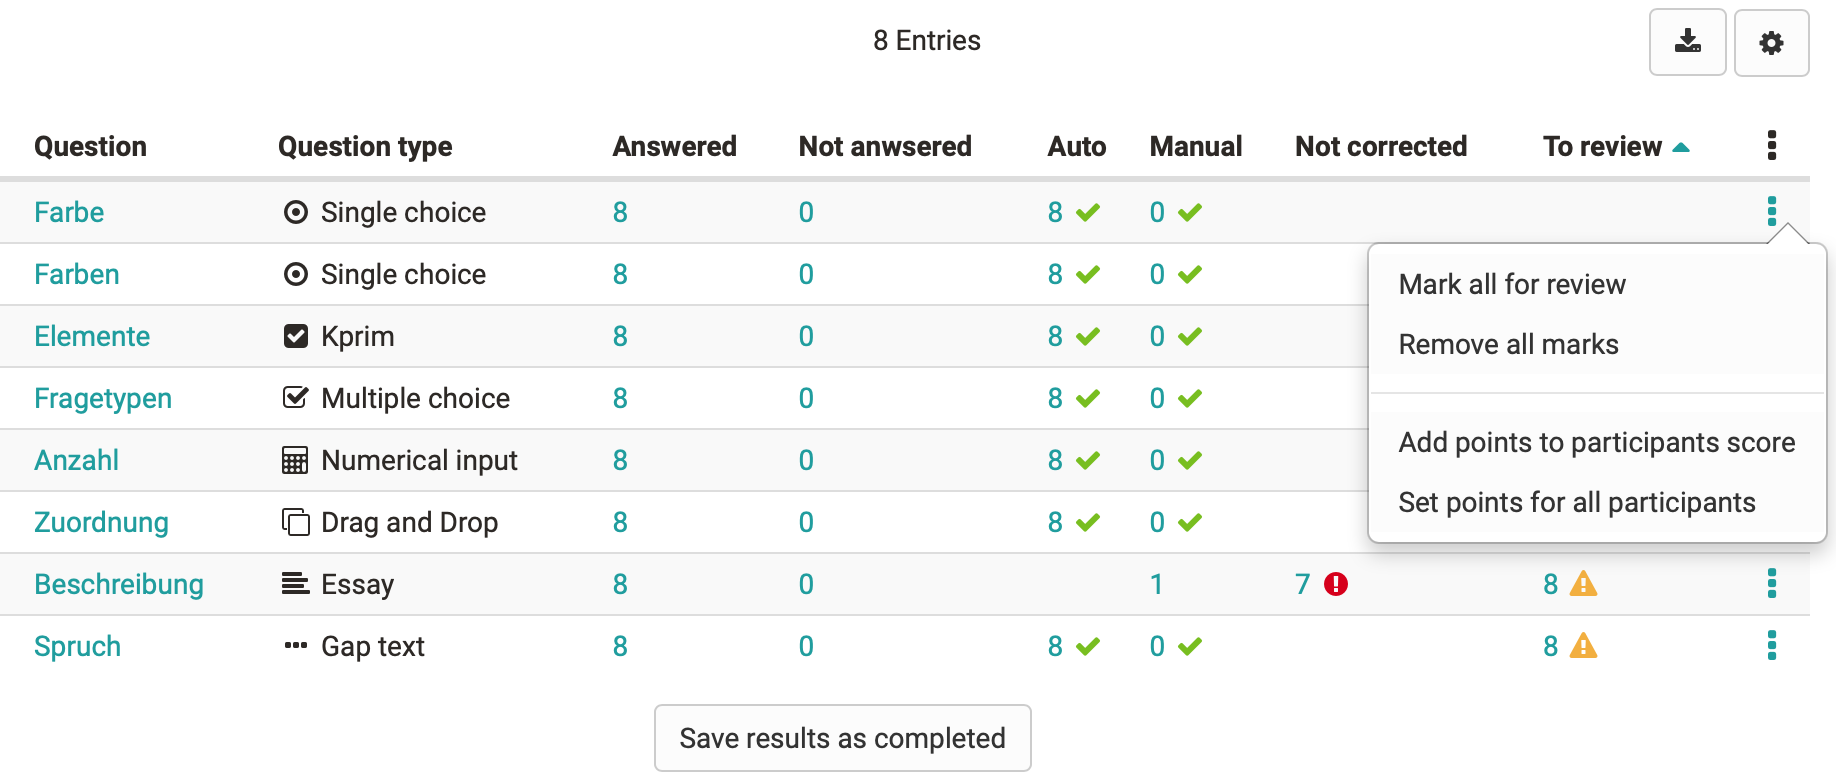 8 Entries
Question Question type Answered Not anwsered Auto Manual Not corrected To review
Farbe Single choice 8 0 8 0
Farben Single choice 8 0 8 0
Mark all for review
Elemente Kprim 8 0 8 0
Remove all marks
Fragetypen Multiple choice 8 0 8 0
Add points to participants score
Anzahl Numerical input 8 0 8 0
Set points for all participants
Zuordnung Drag and Drop 8 0 8 0
Beschreibung Essay 8 0 1 7 8
Spruch Gap text 8 0 8 0 8
Save results as completed